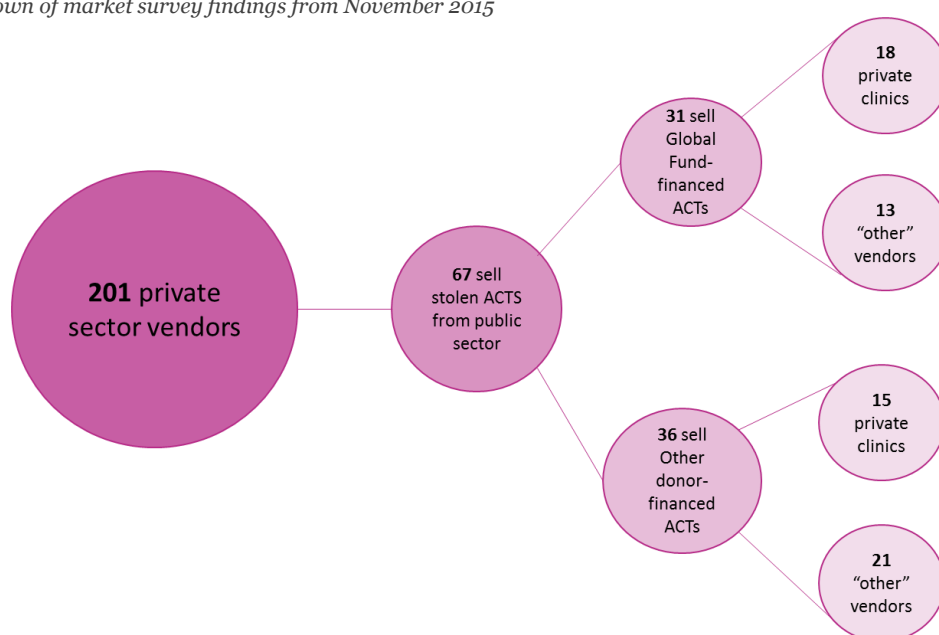 own of market survey findings from November 2015
201 private
sector vendors
67 sell
stolen ACTS
from public
sector
31 sell
Global
Fund-
financed
ACTs
18
private
clinics
13
“other”
vendors
36 sell
Other
donor-
financed
ACTs
15
private
clinics
21
“other”
vendors